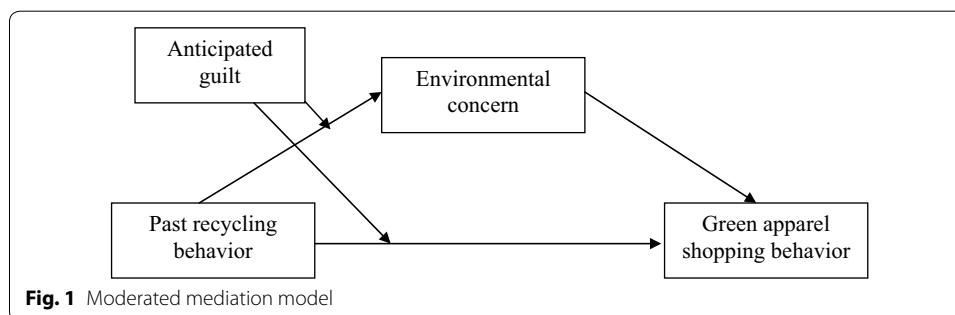 Anticipated
guilt
Environmental
concern
Past recycling
behavior
Green apparel
shopping behavior
Fig. 1 Moderated mediation model